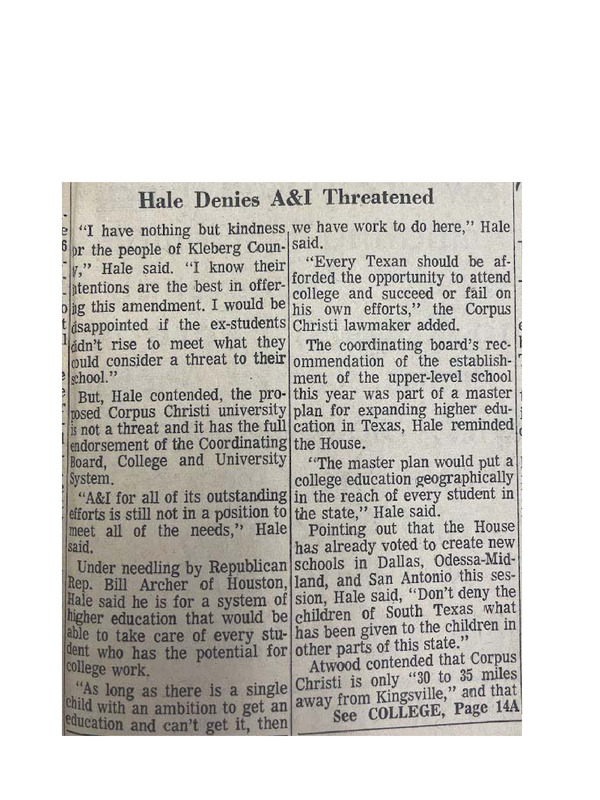 Hale Denies A&I Threatened
"I have nothing but kindness
or the people of Kleberg Coun-
y," Hale said. "I know their
ntentions are the best in offer-
ng this amendment. I would be
disappointed if the ex-students
didn't rise to meet what they
could consider a threat to their
school."
But, Hale contended, the pro-
posed Corpus Christi university
is not a threat and it has the full
endorsement of the Coordinating
Board, College and University
System.
"A&I for all of its outstanding
efforts is still not in a position to
meet all of the needs," Hale
said.
Under needling by Republican
Rep. Bill Archer of Houston,
Hale said he is for a system of
higher education that would be
able to take care of every stu-
dent who has the potential for
college work.
"As long as there is a single
child with an ambition to get an
education and can't get it, then
we have work to do here," Hale
said.
"Every Texan should be af-
forded the opportunity to attend
college and succeed or fail on
his own efforts," the Corpus
Christi lawmaker added.
The coordinating board's rec-
ommendation of the establish-
ment of the upper-level school
this year was part of a master
plan for expanding higher edu-
cation in Texas, Hale reminded
the House.
"The master plan would put a
college education geographically
in the reach of every student in
the state," Hale said.
Pointing out that the House
has already voted to create new
schools in Dallas, Odessa-Mid-
land, and San Antonio this ses-
sion, Hale said, "Don't deny the
children of South Texas what
has been given to the children in
other parts of this state."
Atwood contended that Corpus
Christi is only "30 to 35 miles
away from Kingsville," and that
See COLLEGE, Page 14A